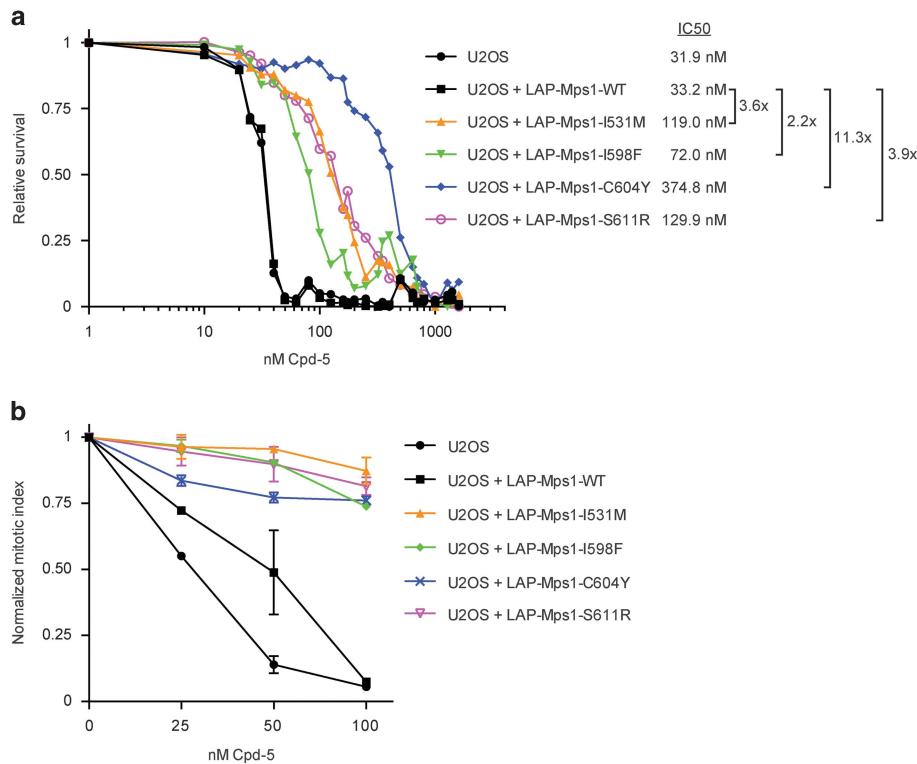 a
IC50
U2OS 31.9 nM
U2OS + LAP-Mps1-WT 33.2 nM
U2OS + LAP-Mps1-I531M 119.0 nM
U2OS + LAP-Mps1-I598F 72.0 nM
U2OS + LAP-Mps1-C604Y 374.8 nM
U2OS + LAP-Mps1-S611R 129.9 nM
3.6x
2.2x
11.3x
3.9x
Relative survival
1
0.75
0.50
0.25
0
1 10 100 1000
nM Cpd-5
b
U2OS
U2OS + LAP-Mps1-WT
U2OS + LAP-Mps1-I531M
U2OS + LAP-Mps1-I598F
U2OS + LAP-Mps1-C604Y
U2OS + LAP-Mps1-S611R
Normalized mitotic index
1
0.75
0.50
0.25
0
0 25 50 100
nM Cpd-5